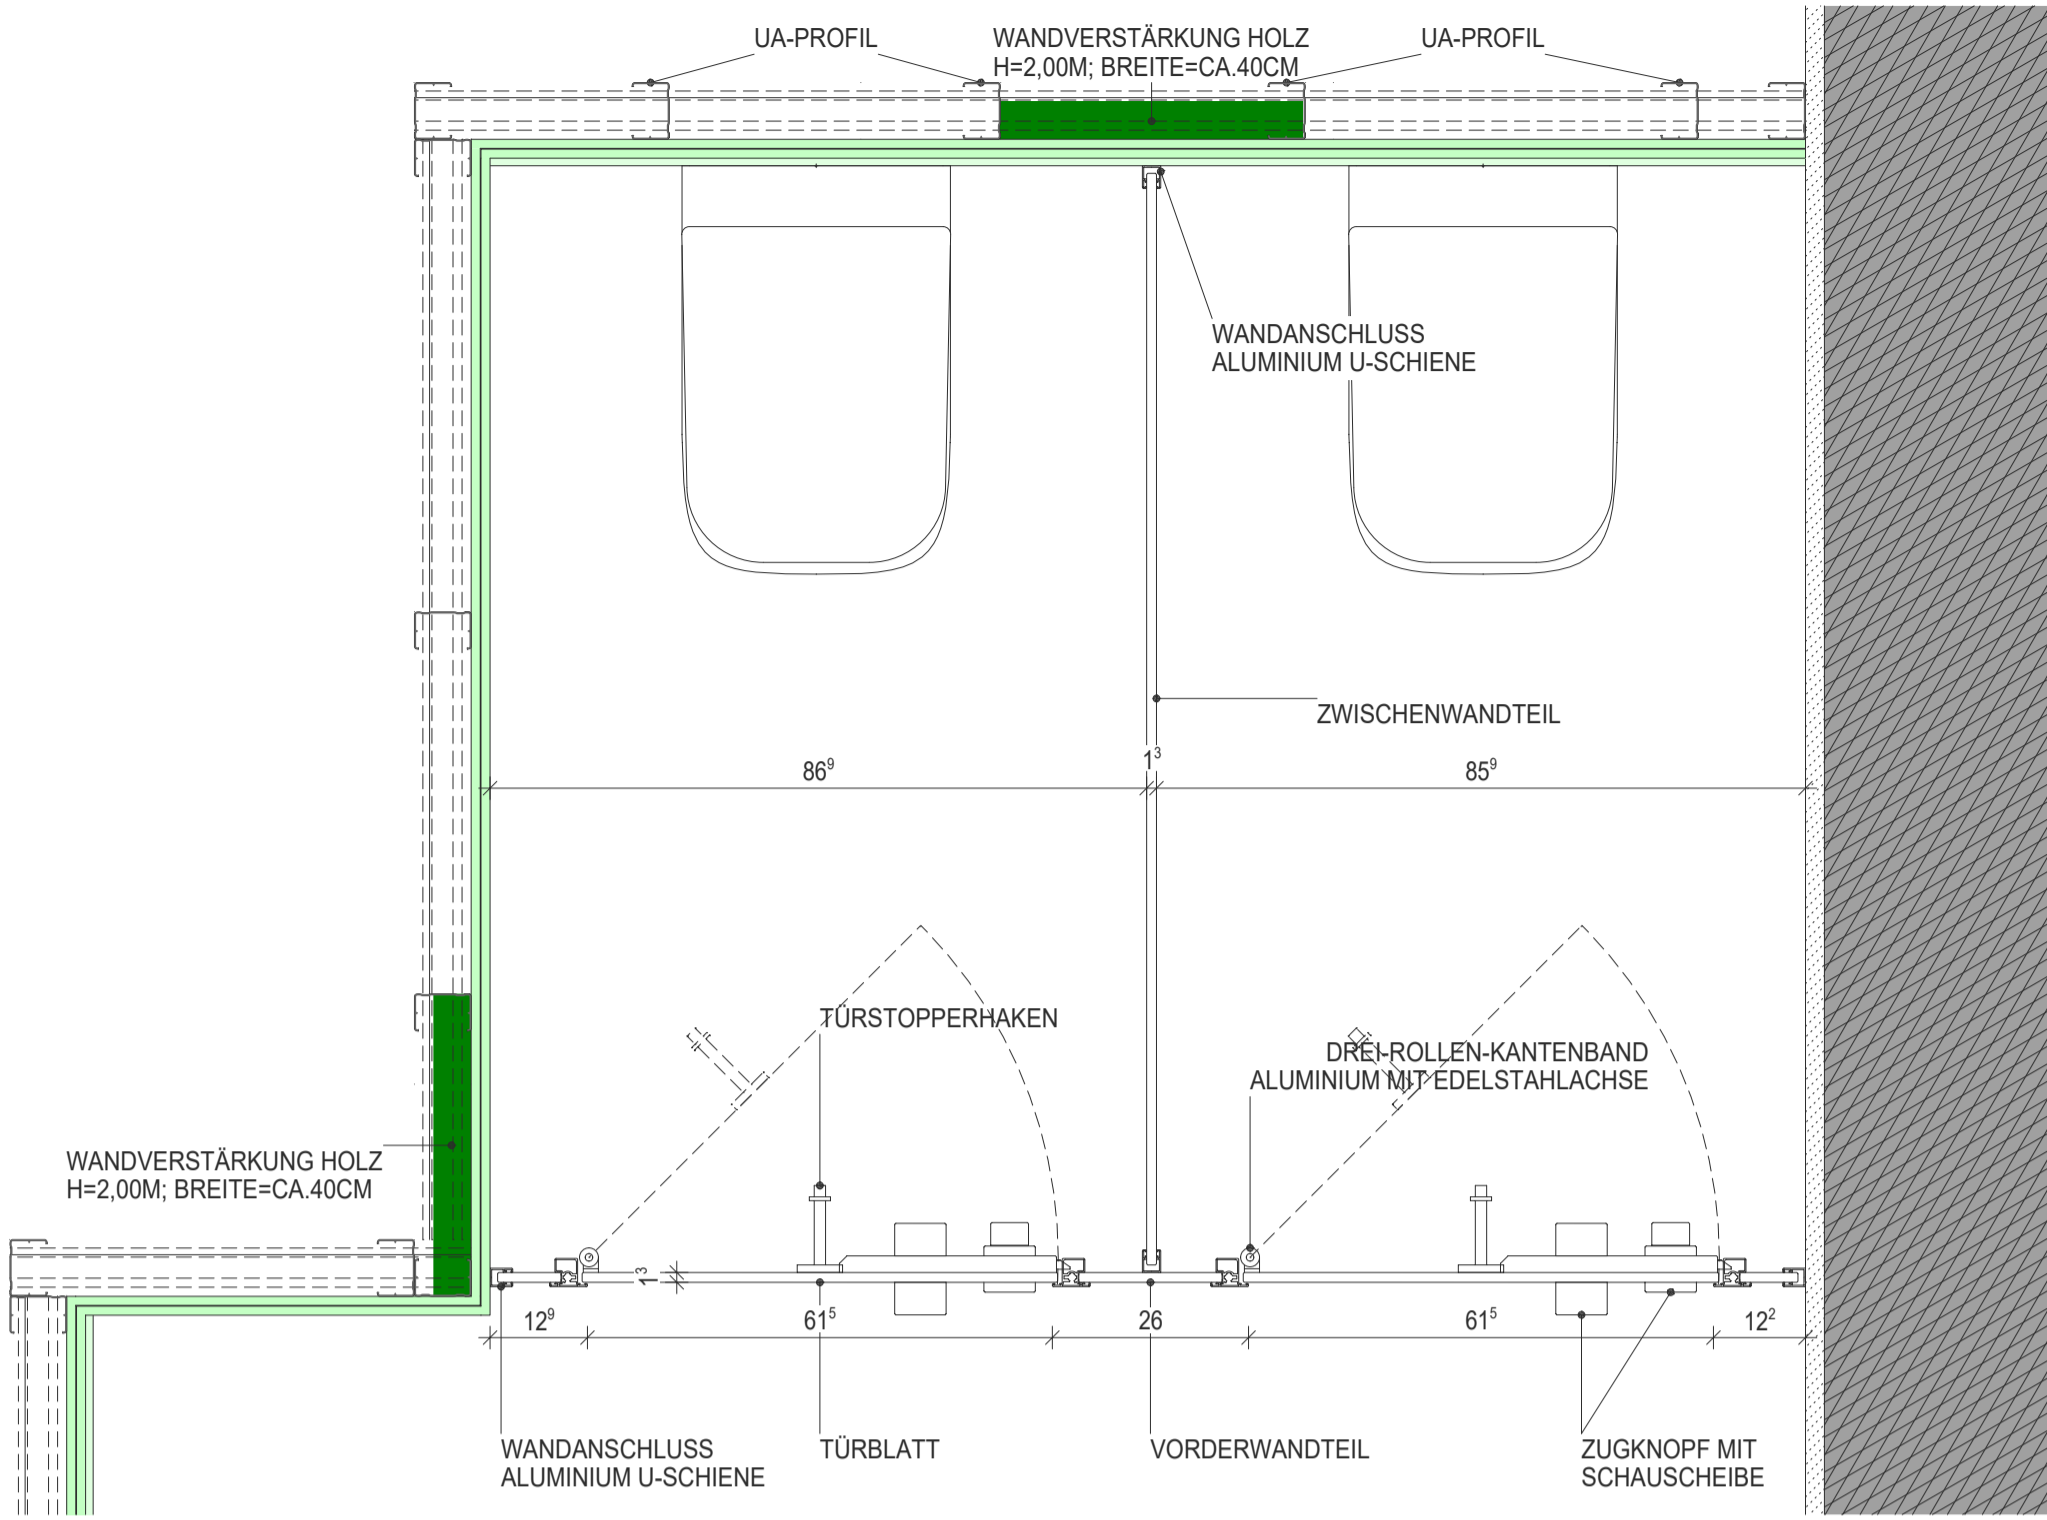 UA-PROFIL
WANDVERSTÄRKUNG HOLZ
H=2,00M; BREITE=CA.40CM
UA-PROFIL
WANDANSCHLUSS
ALUMINIUM U-SCHIENE
ZWISCHENWANDTEIL
86⁹
1³
85⁹
TÜRSTOPPERHAKEN
DREI-ROLLEN-KANTENBAND
ALUMINIUM MIT EDELSTAHLACHSE
WANDVERSTÄRKUNG HOLZ
H=2,00M; BREITE=CA.40CM
1³
12⁹
61⁵
26
61⁵
12²
WANDANSCHLUSS
ALUMINIUM U-SCHIENE
TÜRBLATT
VORDERWANDTEIL
ZUGKNOPF MIT
SCHAUSCHEIBE